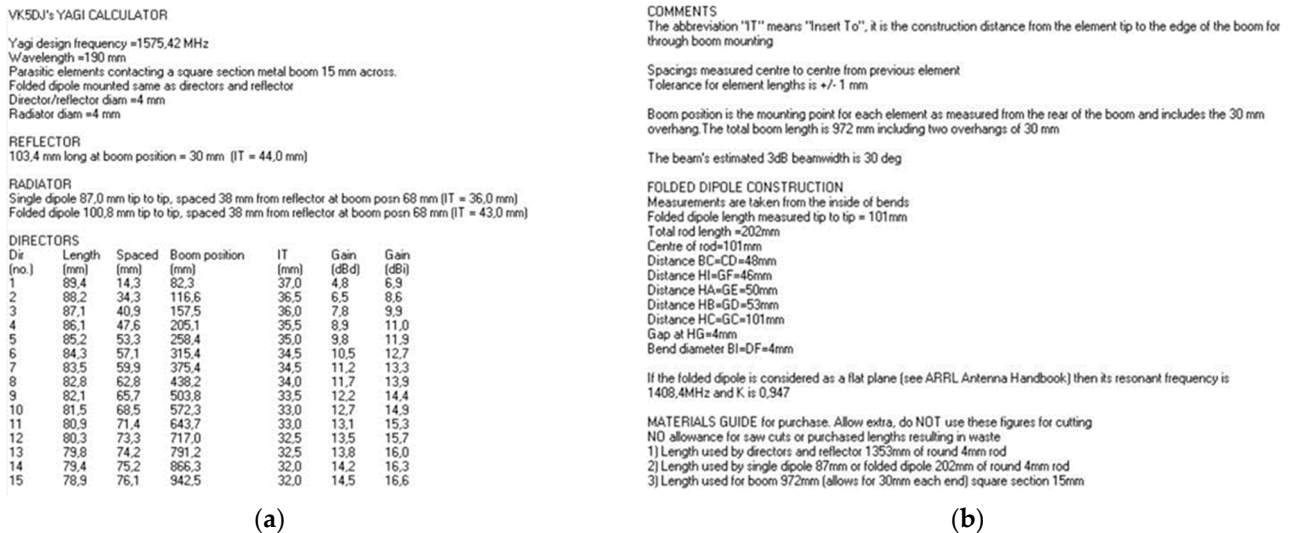 VK5DJ's YAGI CALCULATOR
Yagi design frequency =1575,42 MHz
Wavelength =190 mm
Parasitic elements contacting a square section metal boom 15 mm across.
Folded dipole mounted same as directors and reflector
Director/reflector diam =4 mm
Radiator diam =4 mm
REFLECTOR
103,4 mm long at boom position = 30 mm (IT = 44,0 mm)
RADIATOR
Single dipole 87,0 mm tip to tip, spaced 38 mm from reflector at boom posn 68 mm (IT = 36,0 mm)
Folded dipole 100,8 mm tip to tip, spaced 38 mm from reflector at boom posn 68 mm (IT = 43,0 mm)
DIRECTORS
Dir Length Spaced Boom position IT Gain Gain
(no.) (mm) (mm) (mm) (mm) (dBd) (dBi)
1 89,4 14,3 82,3 37,0 4,8 6,9
2 88,2 34,3 116,6 36,5 6,5 8,6
3 87,1 40,9 157,5 36,0 7,8 9,9
4 86,1 47,6 205,1 35,5 8,9 11,0
5 85,2 53,3 258,4 35,0 9,8 11,9
6 84,3 57,1 315,4 34,5 10,5 12,7
7 83,5 59,9 375,4 34,5 11,2 13,3
8 82,8 62,8 438,2 34,0 11,7 13,9
9 82,1 65,7 503,8 33,5 12,2 14,4
10 81,5 68,5 572,3 33,0 12,7 14,9
11 80,9 71,4 643,7 33,0 13,1 15,3
12 80,3 73,3 717,0 32,5 13,5 15,7
13 79,8 74,2 791,2 32,5 13,8 16,0
14 79,4 75,2 866,3 32,0 14,2 16,3
15 78,9 76,1 942,5 32,0 14,5 16,6
(a)
COMMENTS
The abbreviation "IT" means "Insert To", it is the construction distance from the element tip to the edge of the boom for
through boom mounting
Spacings measured centre to centre from previous element
Tolerance for element lengths is +/- 1 mm
Boom position is the mounting point for each element as measured from the rear of the boom and includes the 30 mm
overhang.The total boom length is 972 mm including two overhangs of 30 mm
The beam's estimated 3dB beamwidth is 30 deg
FOLDED DIPOLE CONSTRUCTION
Measurements are taken from the inside of bends
Folded dipole length measured tip to tip = 101mm
Total rod length =202mm
Centre of rod=101mm
Distance BC=CD=48mm
Distance HI=GF=46mm
Distance HA=GE=50mm
Distance HB=GD=53mm
Distance HC=GC=101mm
Gap at HG=4mm
Bend diameter BI=DF=4mm
If the folded dipole is considered as a flat plane (see ARRL Antenna Handbook) then its resonant frequency is
1408,4MHz and K is 0,947
MATERIALS GUIDE for purchase. Allow extra, do NOT use these figures for cutting
NO allowance for saw cuts or purchased lengths resulting in waste
1) Length used by directors and reflector 1353mm of round 4mm rod
2) Length used by single dipole 87mm or folded dipole 202mm of round 4mm rod
3) Length used for boom 972mm (allows for 30mm each end) square section 15mm
(b)